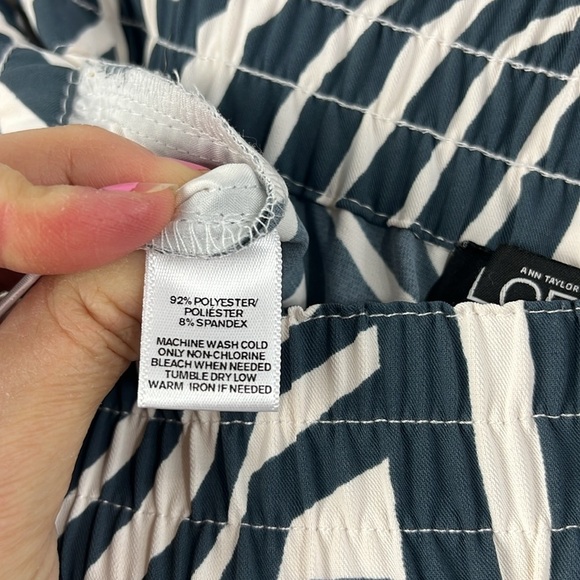 92% POLYESTER/
POLIÉSTER
8% SPANDEX
MACHINE WASH COLD
ONLY NON-CHLORINE
BLEACH WHEN NEEDED
TUMBLE DRY LOW
WARM IRON IF NEEDED
ANN TAYLOR